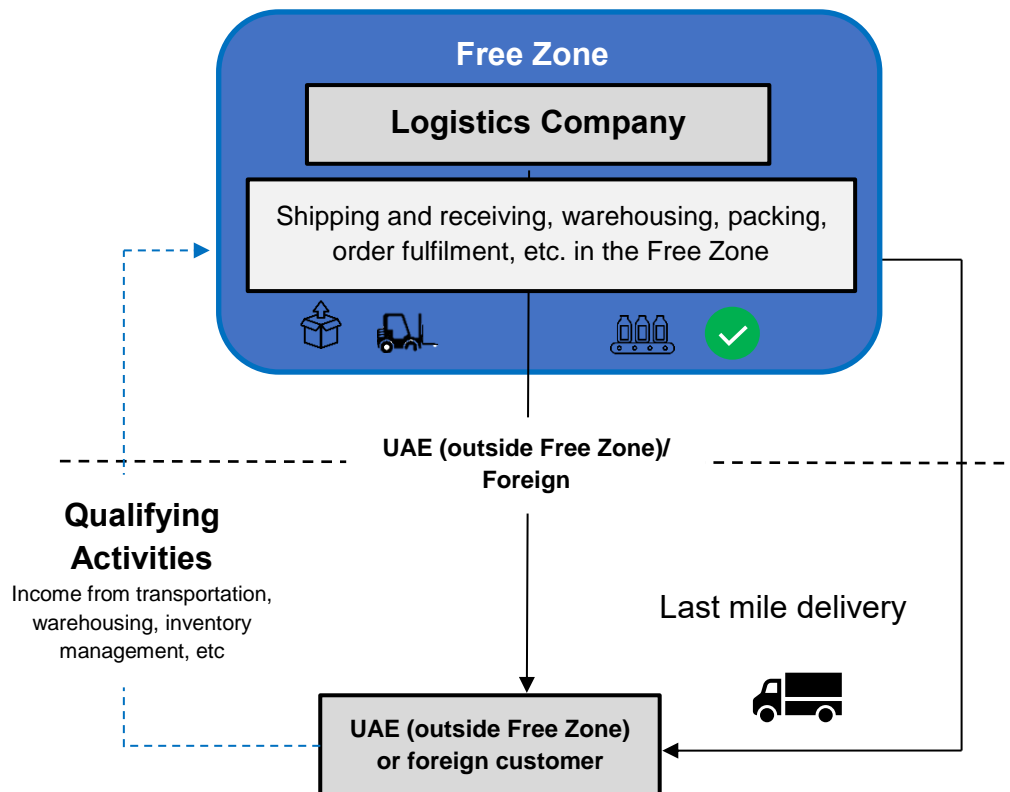 Free Zone
Logistics Company
Shipping and receiving, warehousing, packing,
order fulfilment, etc. in the Free Zone
UAE (outside Free Zone)/
Foreign
Qualifying
Activities
Income from transportation,
warehousing, inventory
management, etc
Last mile delivery
UAE (outside Free Zone)
or foreign customer